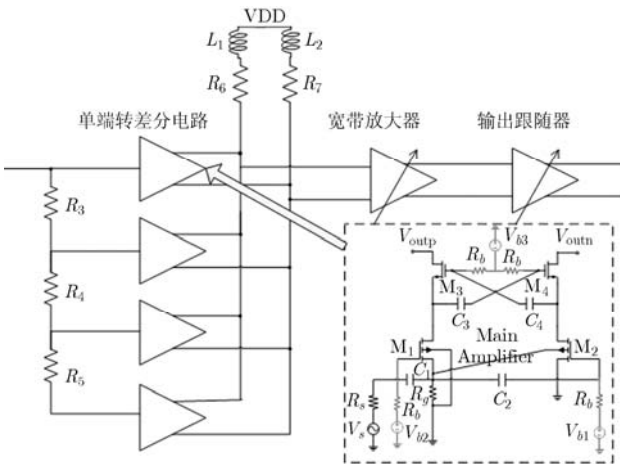 VDD
L₁ L₂
R₆ R₇
单端转差分电路 宽带放大器 输出跟随器
R₃
R₄
R₅
Vb3
Voutp Rb Rb Voutn
M₃ M₄
C₃ C₄
M₁ Main M₂
Amplifier
C₁
Rs Rg C₂ Rb
Rb
Vs Vb2 Vb1